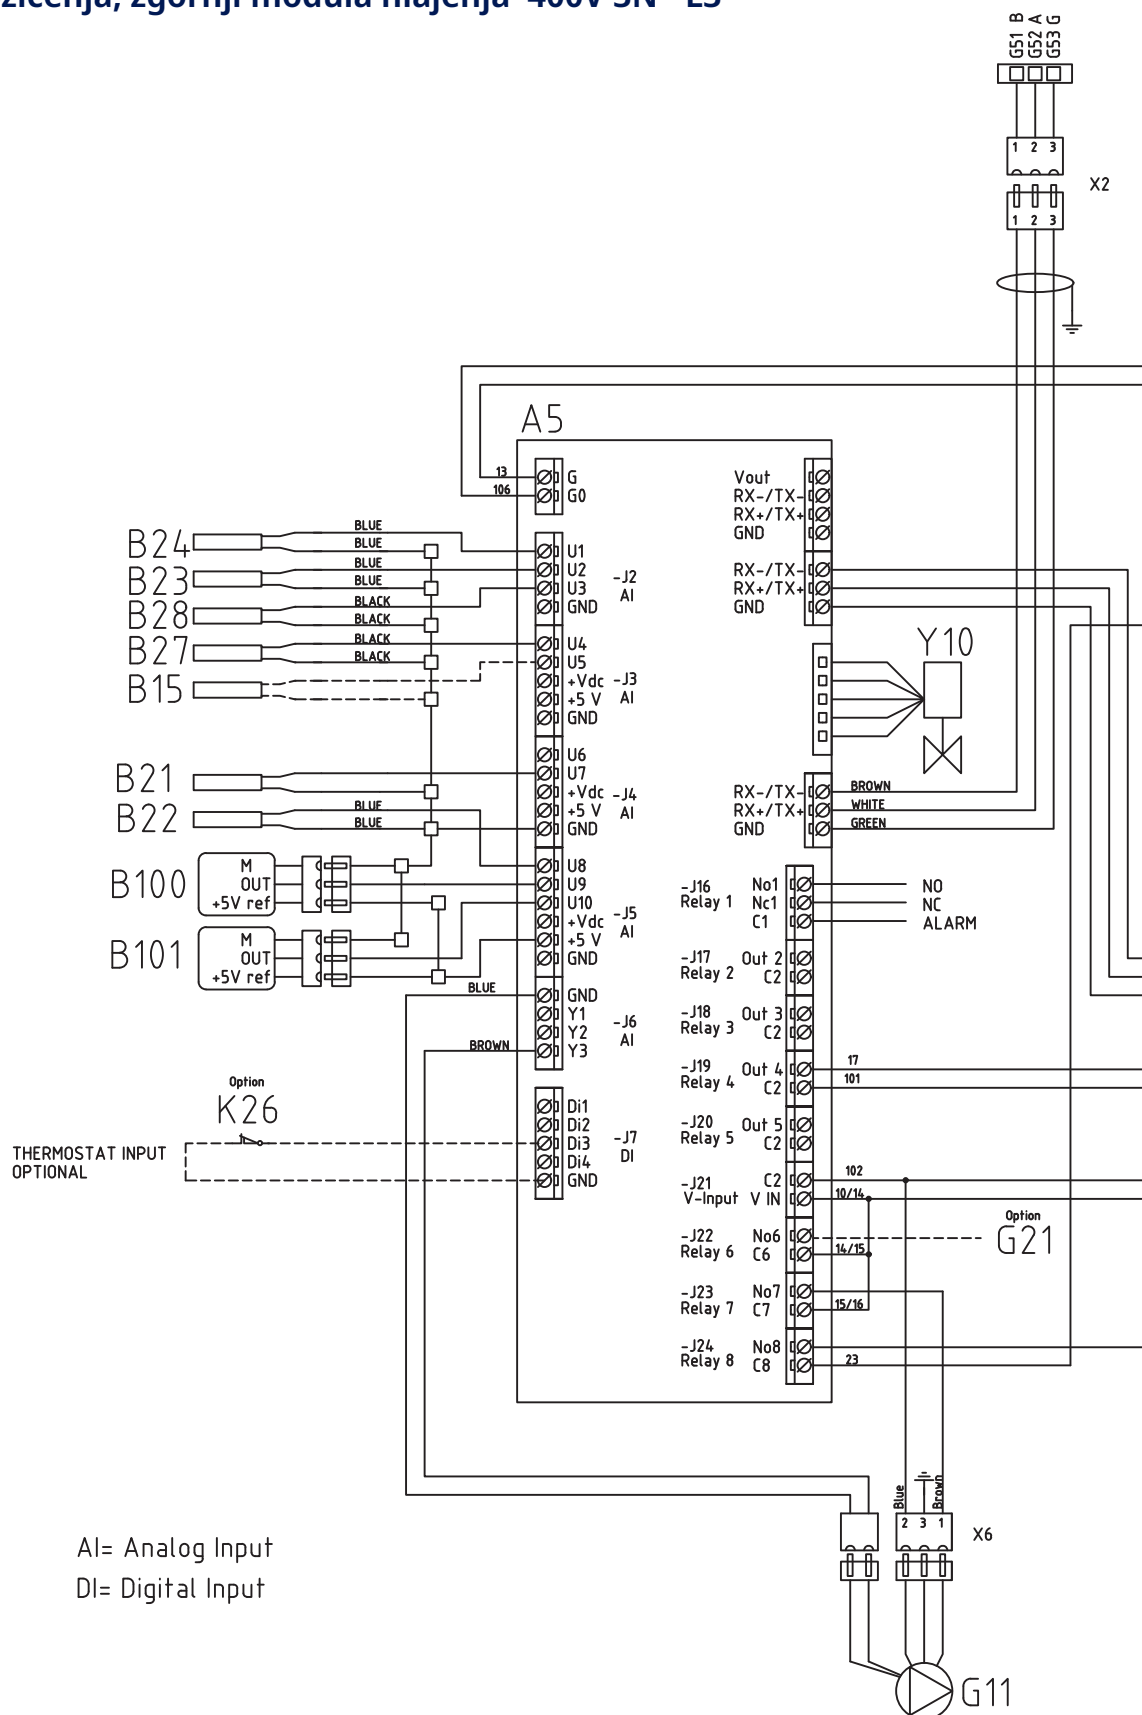 zicenja, zgornji modula hlajenja 400V 3N~ L3
G51 B
G52 A
G53 G
1 2 3
X2
1 2 3
A5
13 G
106 G0
Vout
RX-/TX-
RX+/TX+
GND
B24 BLUE
BLUE
B23 BLUE
BLUE
B28 BLACK
BLACK
B27 BLACK
BLACK
B15
U1
U2
U3
GND
-J2
AI
RX-/TX-
RX+/TX+
GND
U4
U5
+Vdc
+5 V
GND
-J3
AI
Y10
B21
B22 BLUE
BLUE
U6
U7
+Vdc
+5 V
GND
-J4
AI
RX-/TX- BROWN
RX+/TX+ WHITE
GND GREEN
B100
M
OUT
+5V ref
B101
M
OUT
+5V ref
U8
U9
U10
+Vdc
+5 V
GND
-J5
AI
-J16
Relay 1
No1 NO
Nc1 NC
C1 ALARM
-J17
Relay 2
Out 2
C2
BLUE GND
Y1
Y2
BROWN Y3
-J6
AI
-J18
Relay 3
Out 3
C2
-J19
Relay 4
Out 4 17
C2 101
Option
K26
THERMOSTAT INPUT
OPTIONAL
Di1
Di2
Di3
Di4
GND
-J7
DI
-J20
Relay 5
Out 5
C2
-J21
V-Input
C2 102
V IN 10/14
-J22
Relay 6
No6
C6 14/15
Option
G21
-J23
Relay 7
No7
C7 15/16
-J24
Relay 8
No8
C8 23
Blue
Brown
2 3 1
X6
AI= Analog Input
DI= Digital Input
G11